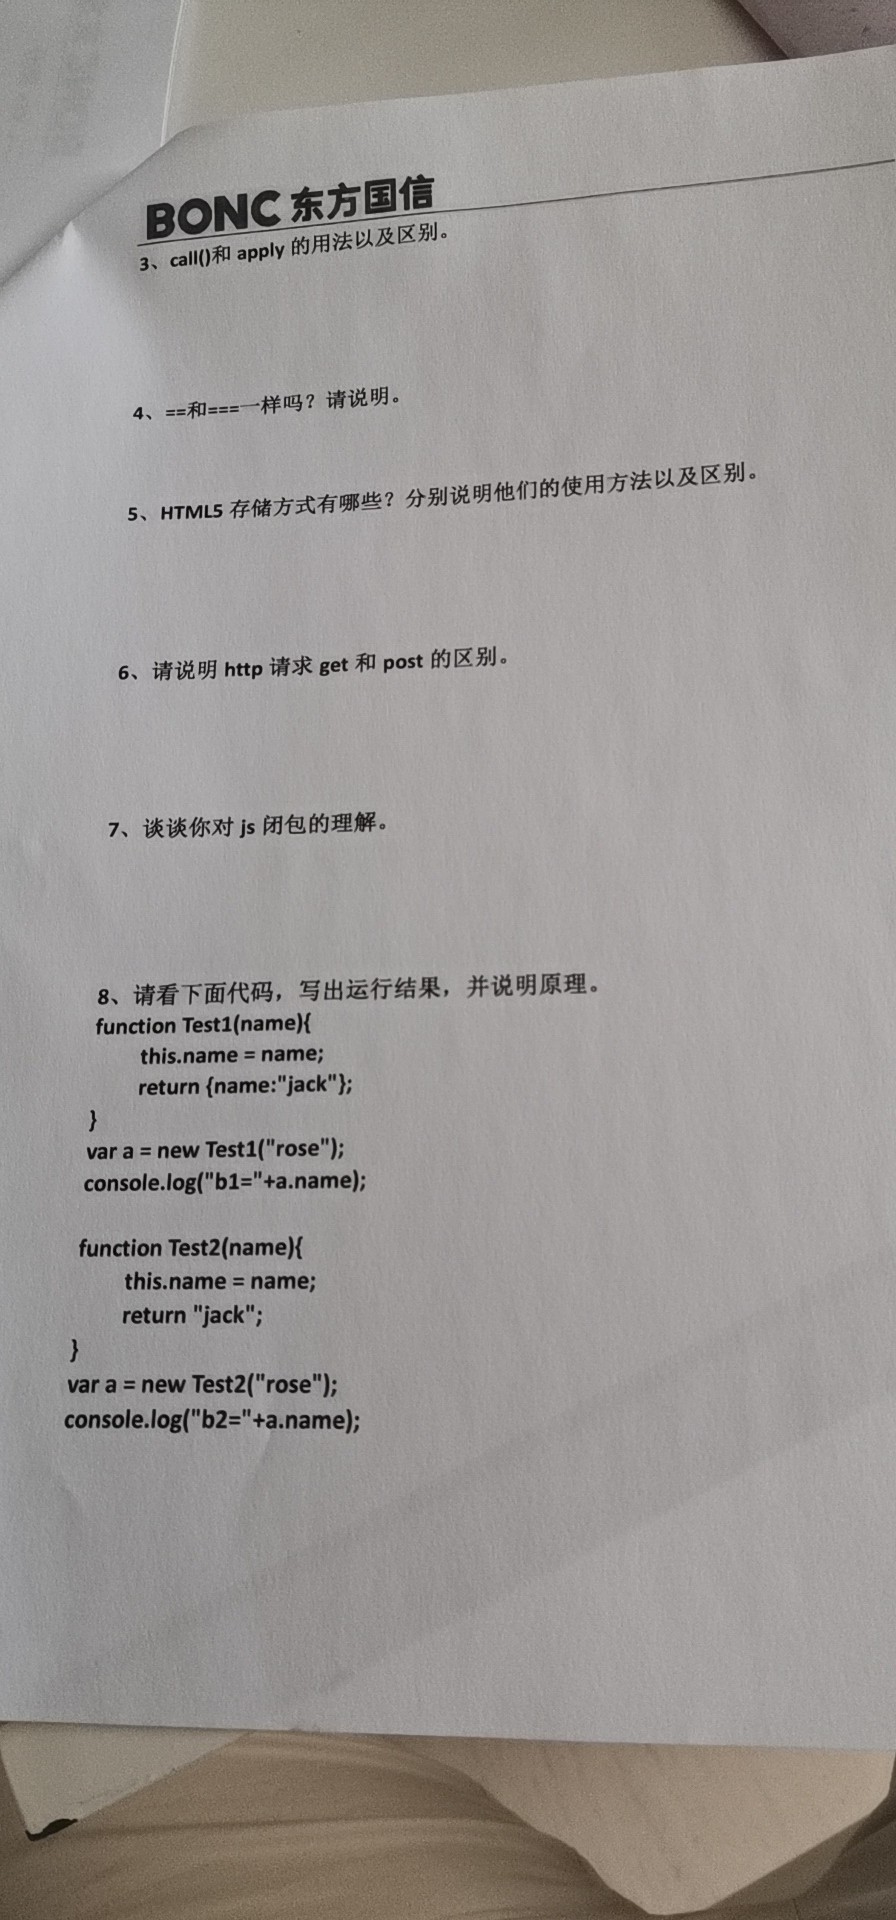 BONC 东方国信
3、call()和 apply 的用法以及区别。
4、==和===一样吗？请说明。
5、HTML5 存储方式有哪些？分别说明他们的使用方法以及区别。
6、请说明 http 请求 get 和 post 的区别。
7、谈谈你对 js 闭包的理解。
8、请看下面代码，写出运行结果，并说明原理。
function Test1(name){
this.name = name;
return {name:"jack"};
}
var a = new Test1("rose");
console.log("b1="+a.name);
function Test2(name){
this.name = name;
return "jack";
}
var a = new Test2("rose");
console.log("b2="+a.name);